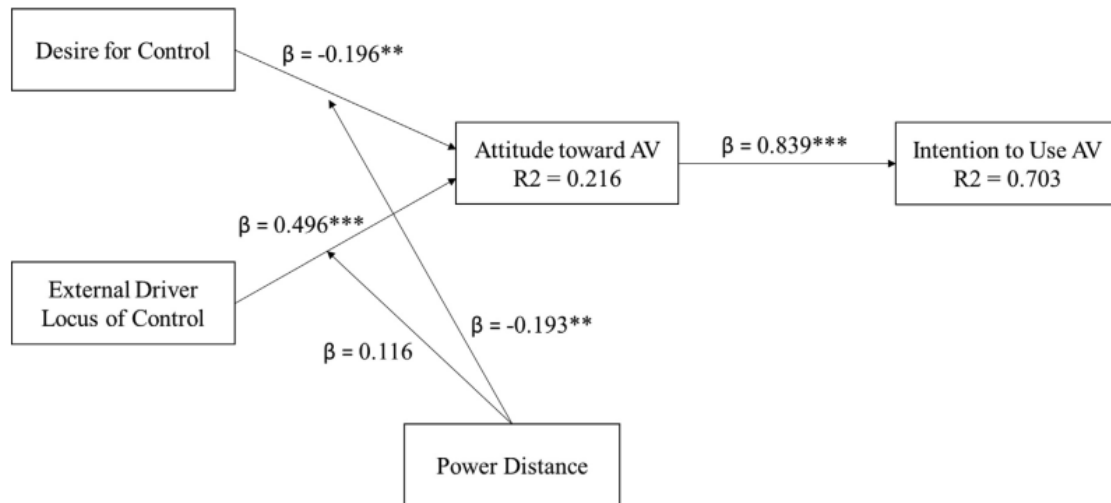 Desire for Control
β = -0.196**
Attitude toward AV
R2 = 0.216
β = 0.839***
Intention to Use AV
R2 = 0.703
β = 0.496***
External Driver
Locus of Control
β = -0.193**
β = 0.116
Power Distance